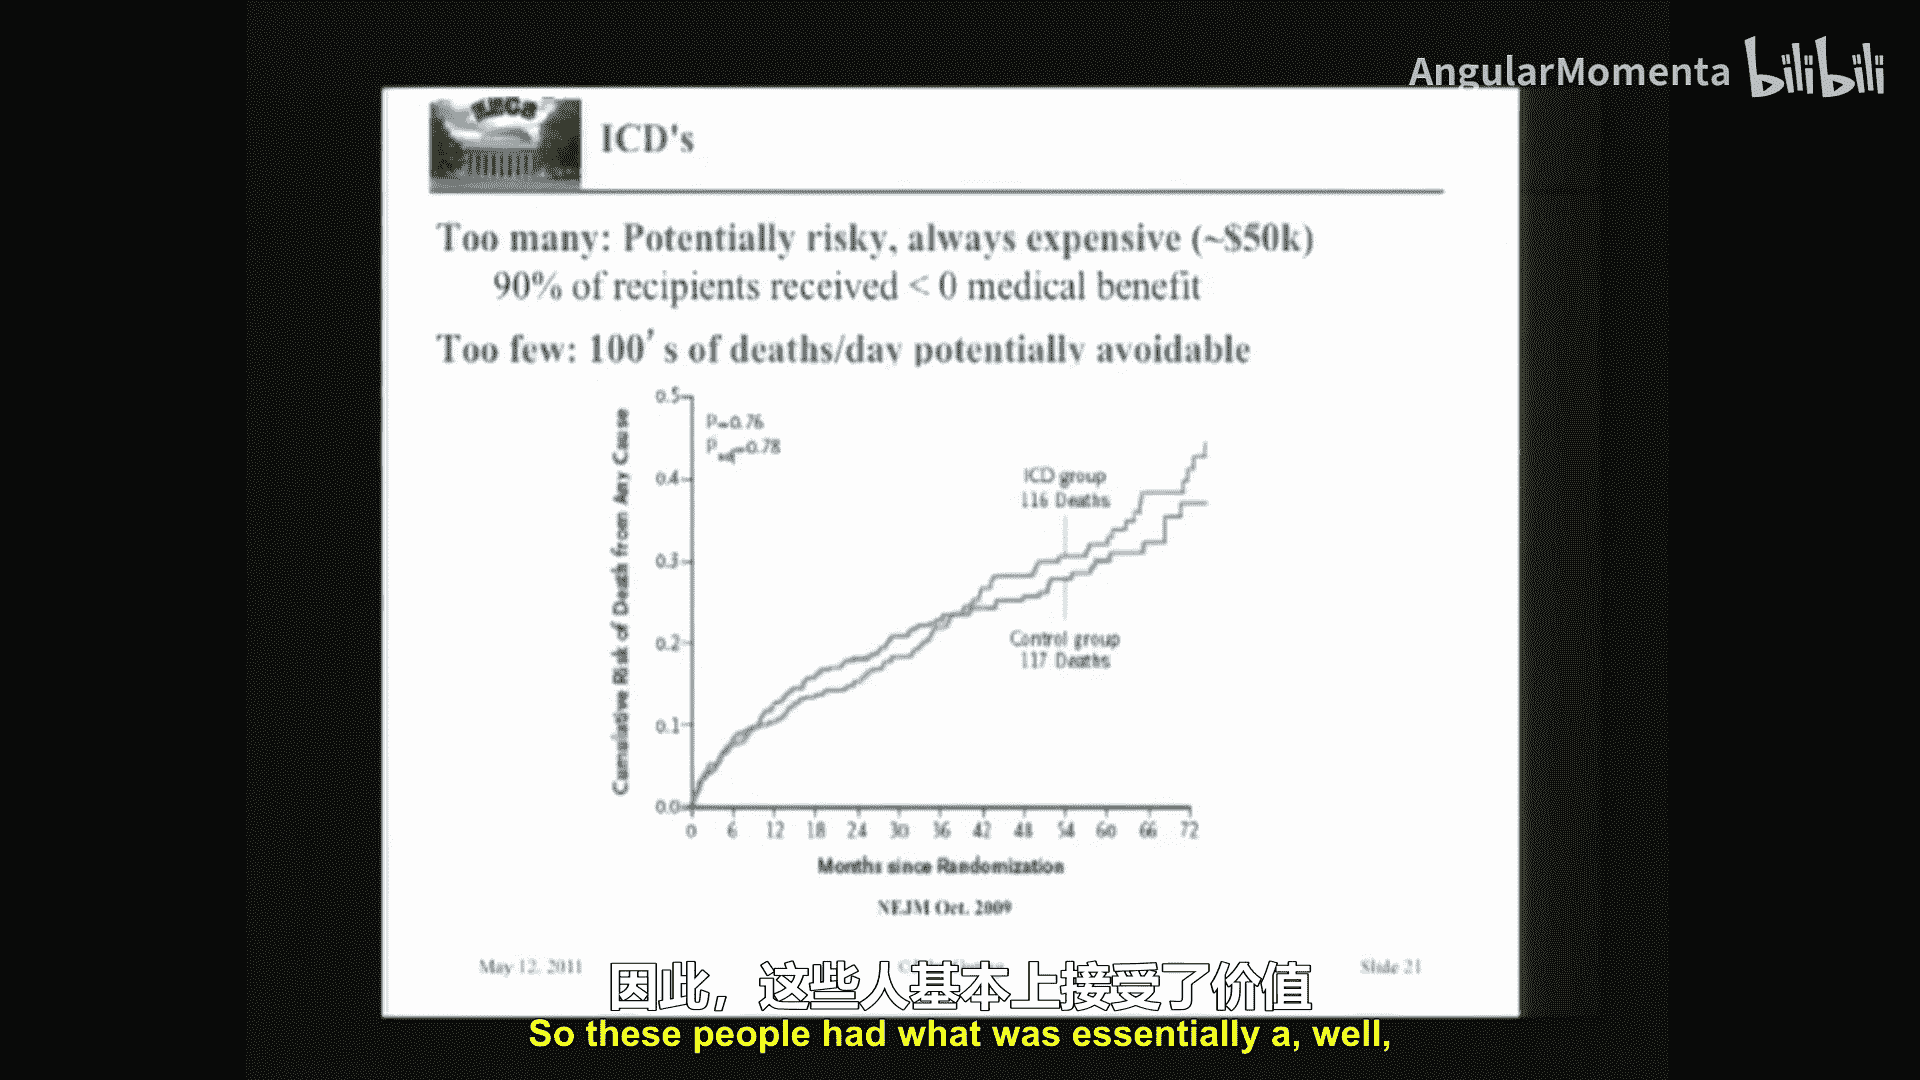 AngularMomenta bilibili
ICD's
Too many: Potentially risky, always expensive (~$50k)
90% of recipients received < 0 medical benefit
Too few: 100's of deaths/day potentially avoidable
Cumulative Risk of Death from Any Cause
0.5
0.4
0.3
0.2
0.1
0.0
P=0.76
P =0.78
ICD group
116 Deaths
Control group
117 Deaths
0 6 12 18 24 30 36 42 48 54 60 66 72
Months since Randomization
NEJM Oct. 2009
May 12, 2011
Slide 21
因此，这些人基本上接受了价值
So these people had what was essentially a, well,